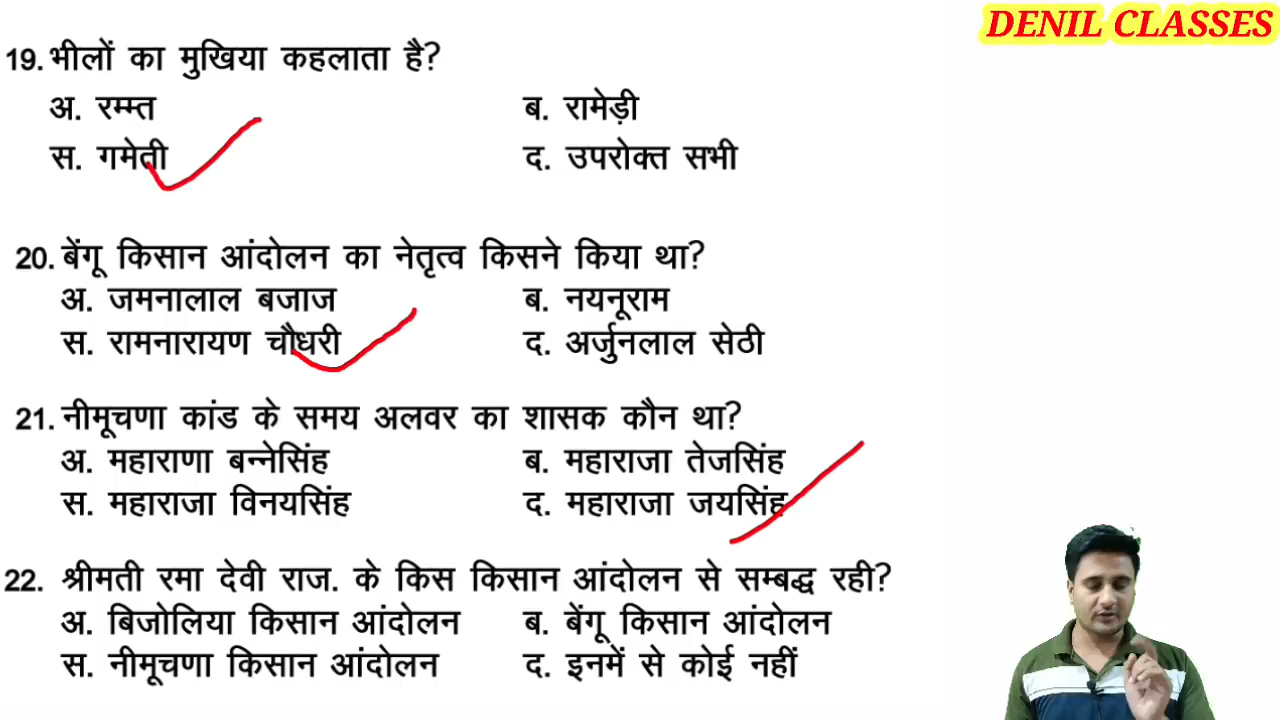 DENIL CLASSES
19. भीलों का मुखिया कहलाता है?
अ. रम्म्त ब. रामेड़ी
स. गमेती द. उपरोक्त सभी
20. बेंगू किसान आंदोलन का नेतृत्व किसने किया था?
अ. जमनालाल बजाज ब. नयनूराम
स. रामनारायण चौधरी द. अर्जुनलाल सेठी
21. नीमूचणा कांड के समय अलवर का शासक कौन था?
अ. महाराणा बन्नेसिंह ब. महाराजा तेजसिंह
स. महाराजा विनयसिंह द. महाराजा जयसिंह
22. श्रीमती रमा देवी राज. के किस किसान आंदोलन से सम्बद्ध रही?
अ. बिजोलिया किसान आंदोलन ब. बेंगू किसान आंदोलन
स. नीमूचणा किसान आंदोलन द. इनमें से कोई नहीं